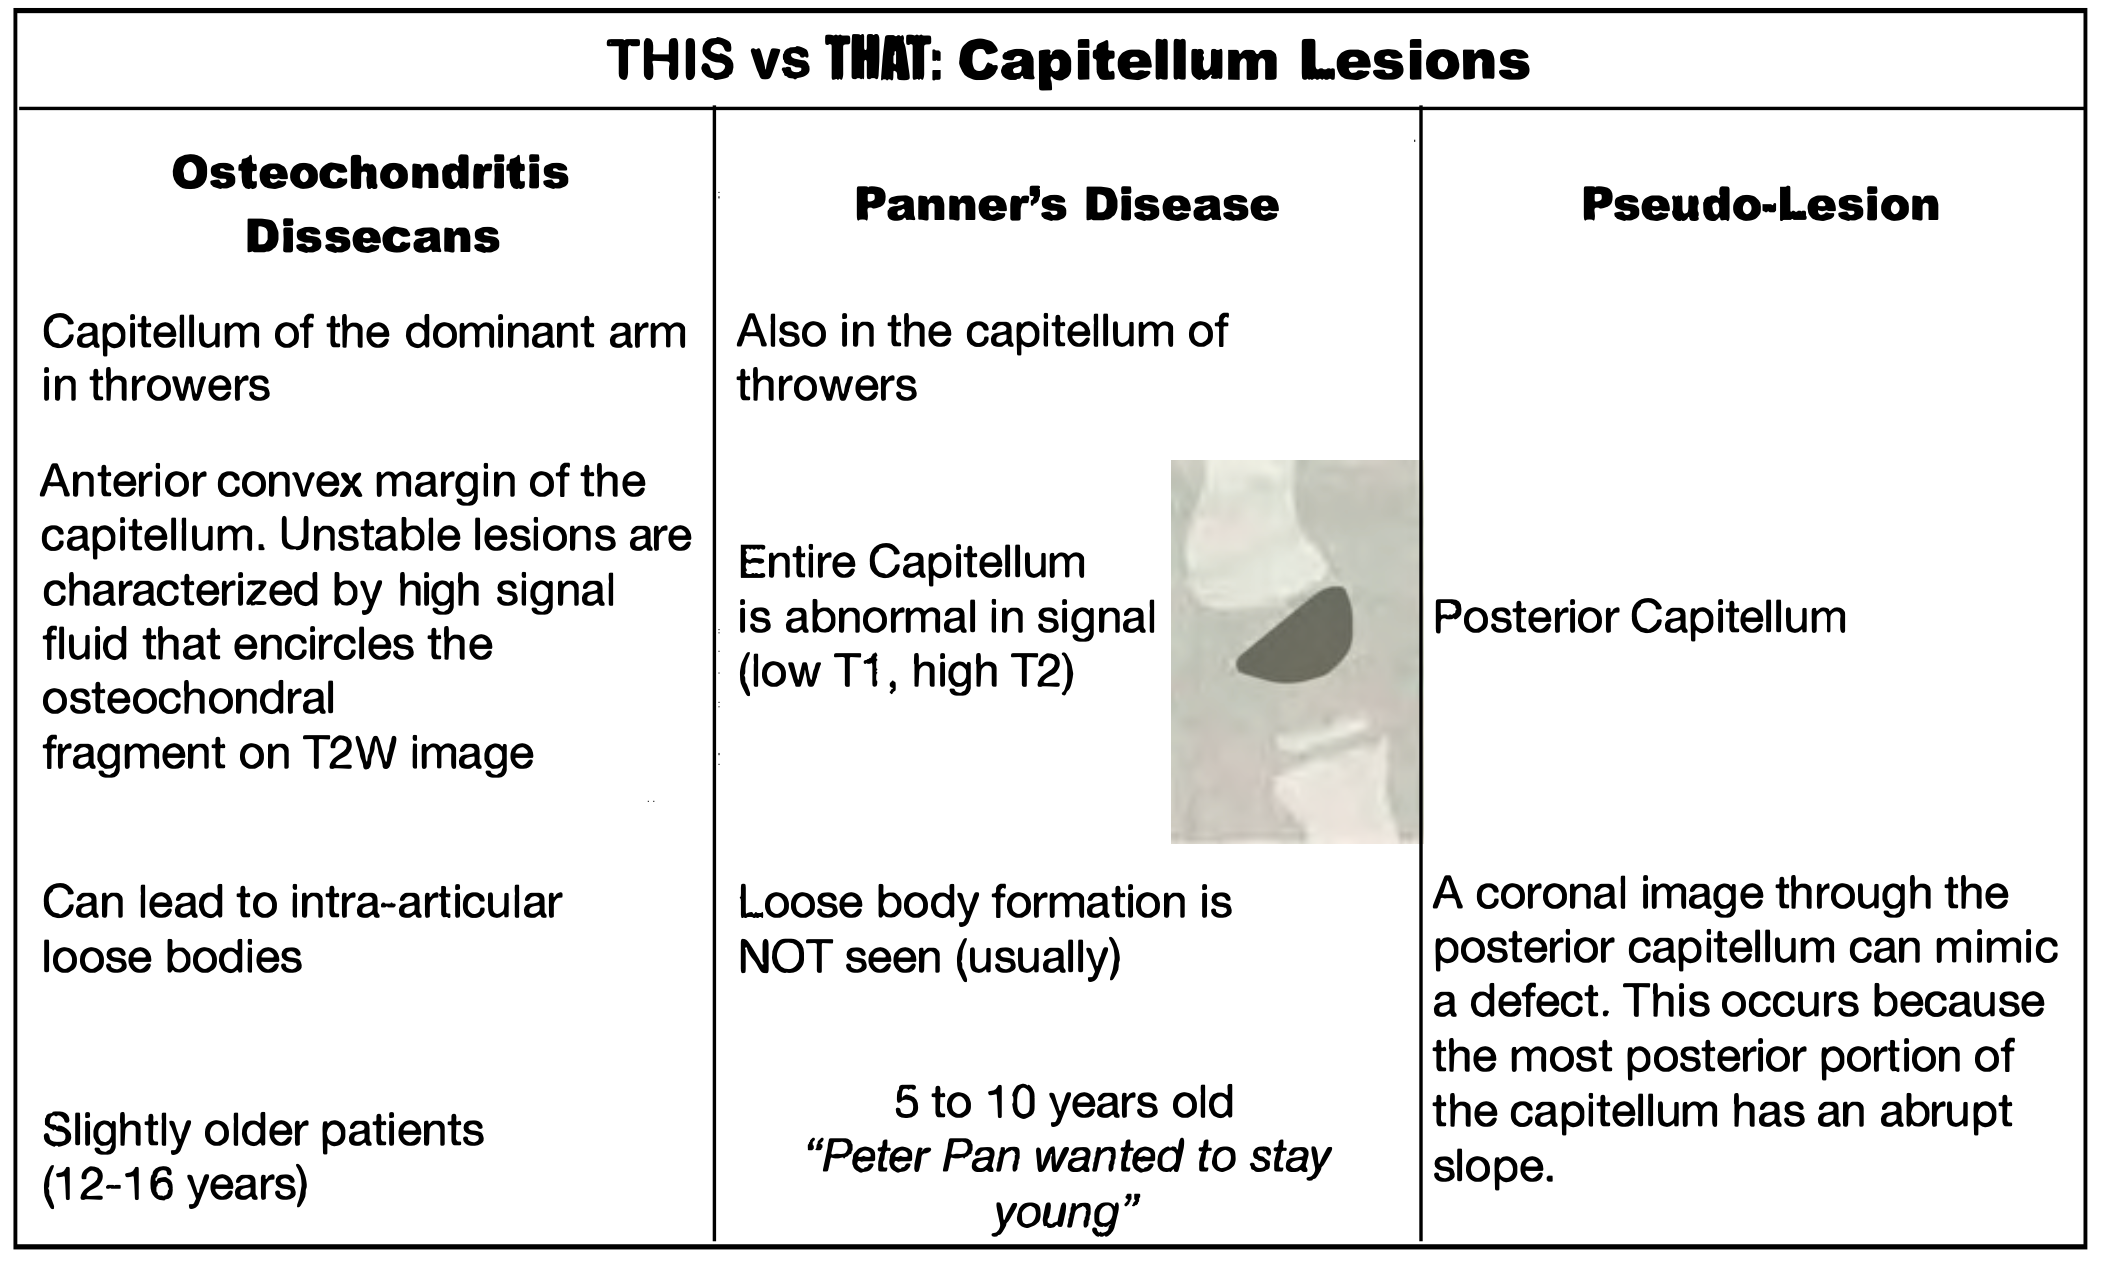 THIS vs THAT: Capitellum Lesions
Osteochondritis
Dissecans
Capitellum of the dominant arm
in throwers
Anterior convex margin of the
capitellum. Unstable lesions are
characterized by high signal
fluid that encircles the
osteochondral
fragment on T2W image
Can lead to intra-articular
loose bodies
Slightly older patients
(12-16 years)
Panner’s Disease
Also in the capitellum of
throwers
Entire Capitellum
is abnormal in signal
(low T1, high T2)
Loose body formation is
NOT seen (usually)
5 to 10 years old
“Peter Pan wanted to stay
young”
Pseudo-Lesion
Posterior Capitellum
A coronal image through the
posterior capitellum can mimic
a defect. This occurs because
the most posterior portion of
the capitellum has an abrupt
slope.